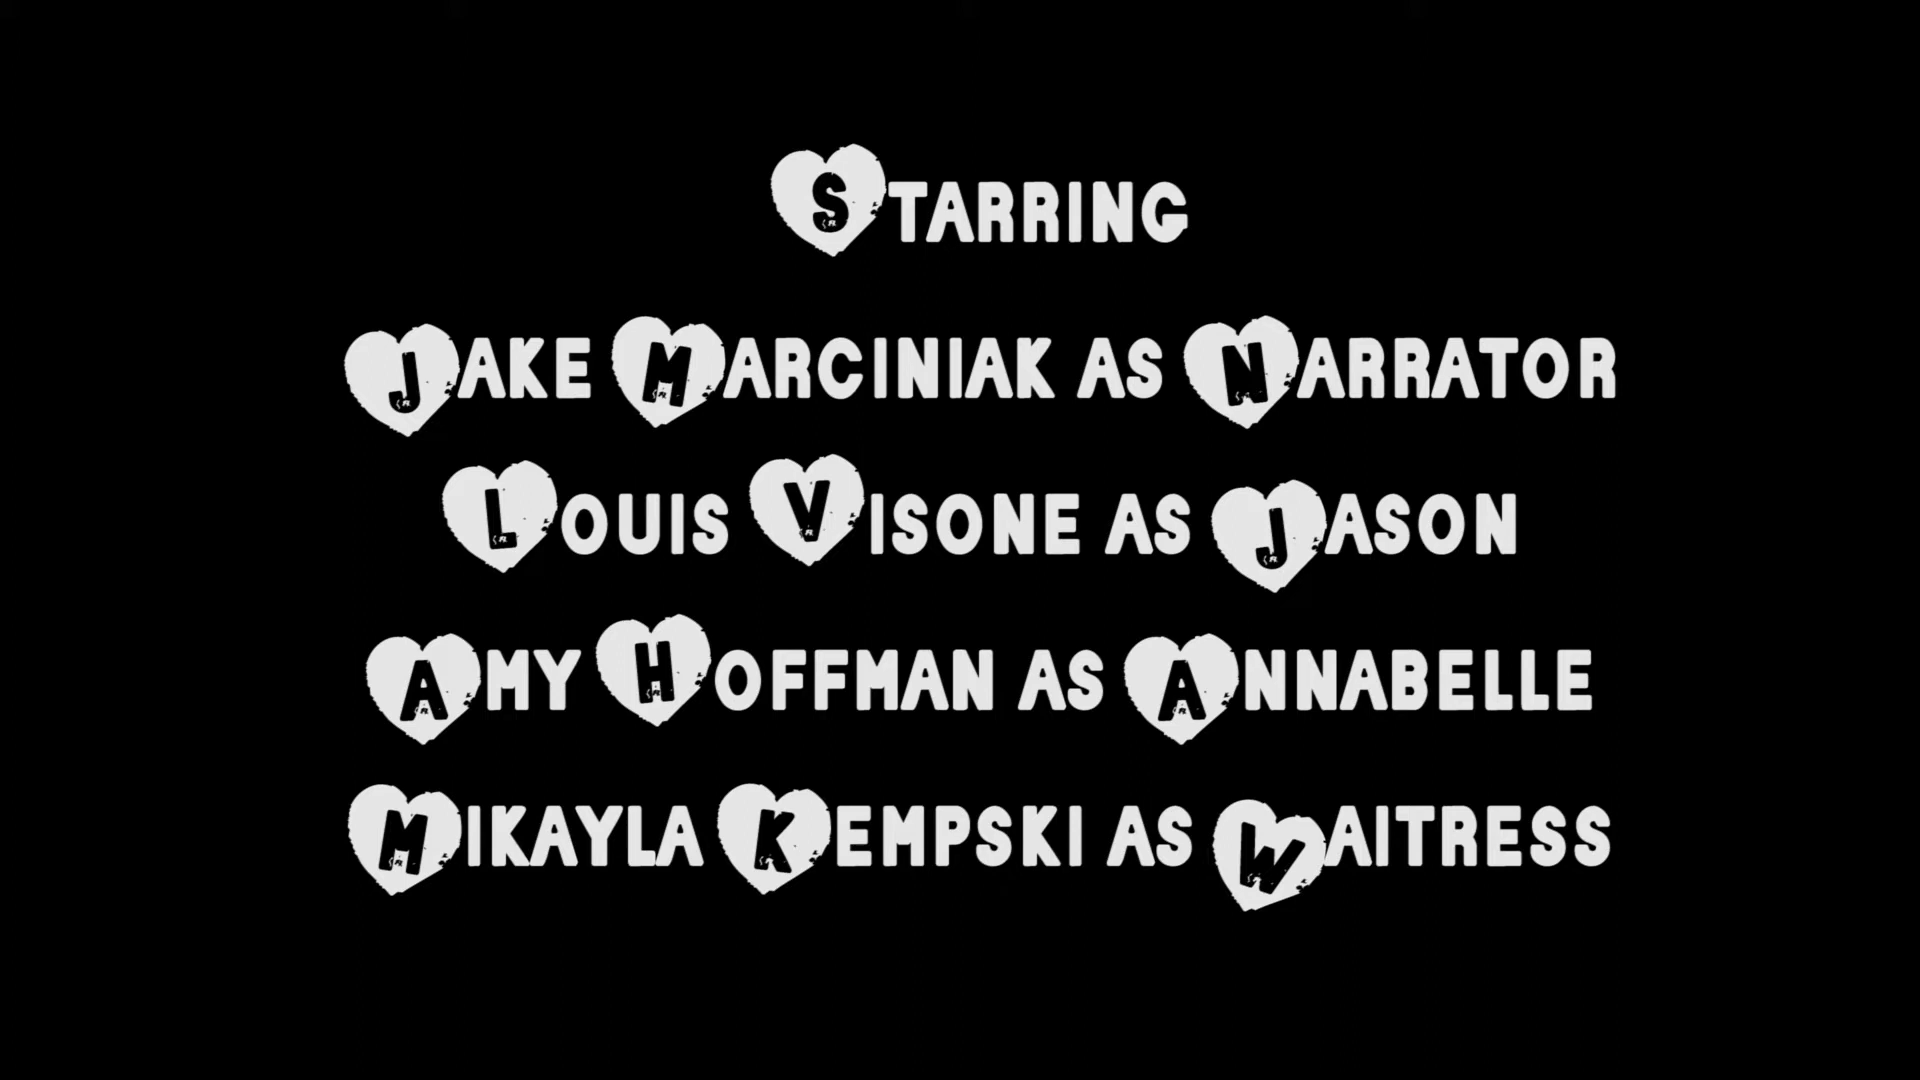 Starring
Jake Marciniak as Narrator
Louis Visone as Jason
Amy Hoffman as Annabelle
Mikayla Kempski as Waitress